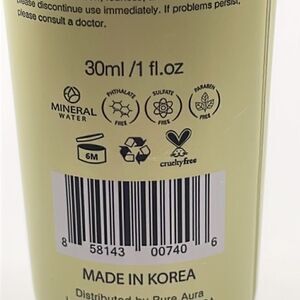 please discontinue use immediately. If problems persist,
please consult a doctor.
30ml /1 fl.oz
MINERAL
WATER
PHTHALATE
FREE
SULFATE
FREE
PARABEN
FREE
6M
crueltyfree
8 58143 00740 6
MADE IN KOREA
Distributed by Pure Aura